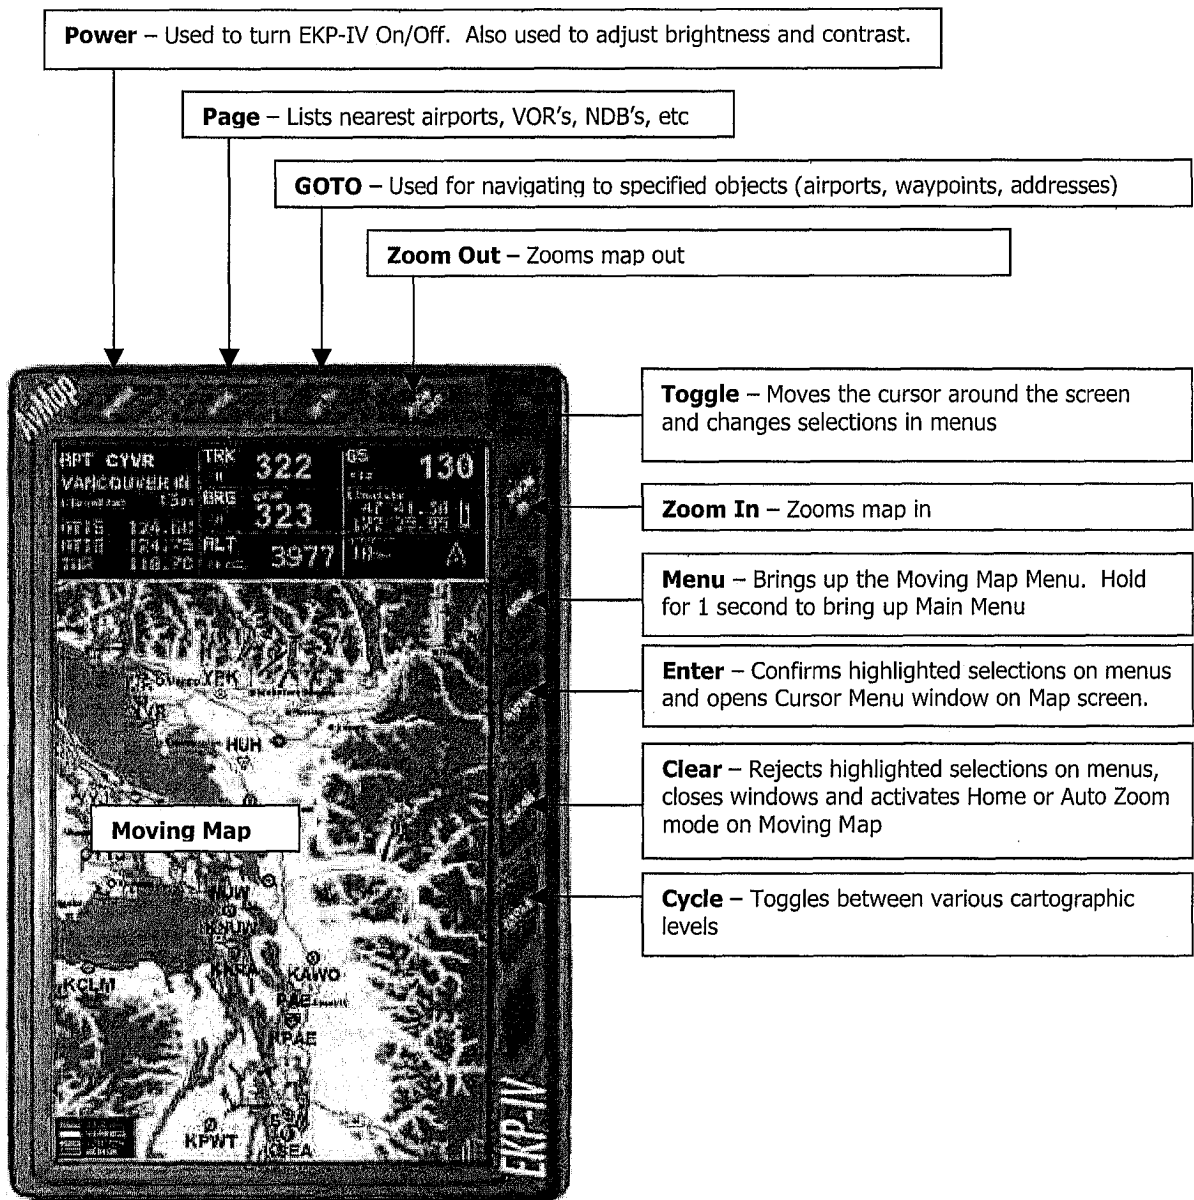 Power – Used to turn EKP-IV On/Off. Also used to adjust brightness and contrast.
Page – Lists nearest airports, VOR's, NDB's, etc
GOTO – Used for navigating to specified objects (airports, waypoints, addresses)
Zoom Out – Zooms map out
Toggle – Moves the cursor around the screen
and changes selections in menus
Zoom In – Zooms map in
Menu – Brings up the Moving Map Menu. Hold
for 1 second to bring up Main Menu
Enter – Confirms highlighted selections on menus
and opens Cursor Menu window on Map screen.
Clear – Rejects highlighted selections on menus,
closes windows and activates Home or Auto Zoom
mode on Moving Map
Cycle – Toggles between various cartographic
levels
AvMap
APT CYVR
VANCOUVER IN
TRK
322
GS
130
BRG
323
ALT
3977
YPK
HUH
Moving Map
NUW
KNUW
KAWO
KCLM
PAE
KPAE
KPWT
KSEA
EKP-IV